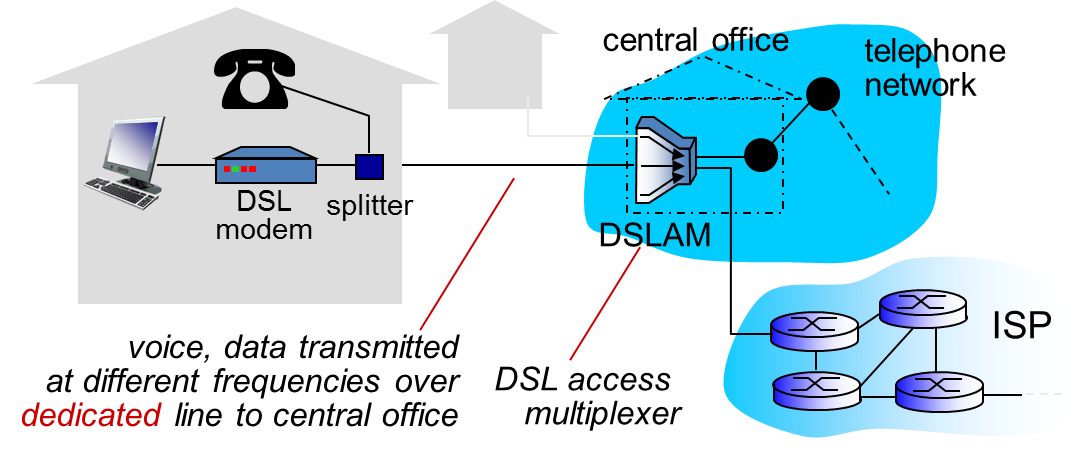 central office
telephone
network
DSL
modem
splitter
DSLAM
ISP
voice, data transmitted
at different frequencies over
dedicated line to central office
DSL access
multiplexer